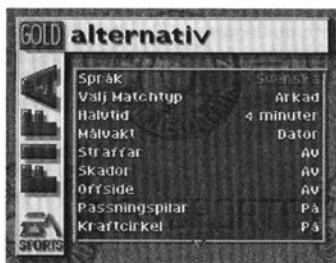 GOLD alternativ
FIFA
Språk Svenska
Välj Matchtyp Arkad
Halvtid 4 minuter
Målvakt Dator
Straffar Av
Skador Av
Offside Av
Passningspilar På
Kraftcirkel På
EA
SPORTS